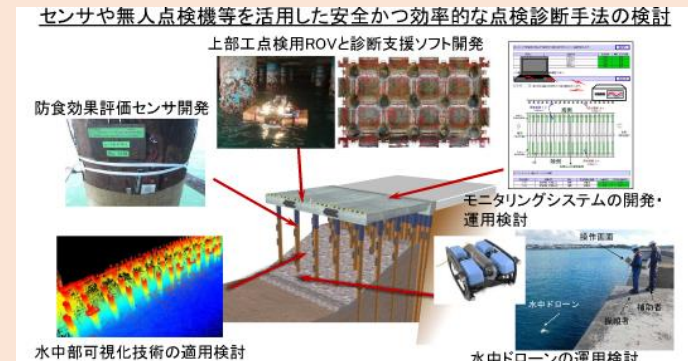 センサや無人点検機等を活用した安全かつ効率的な点検診断手法の検討
上部工点検用ROVと診断支援ソフト開発
防食効果評価センサ開発
モニタリングシステムの開発・
運用検討
操作画面
水中ドローン
補助者
操縦者
水中部可視化技術の適用検討
水中ドローンの運用検討